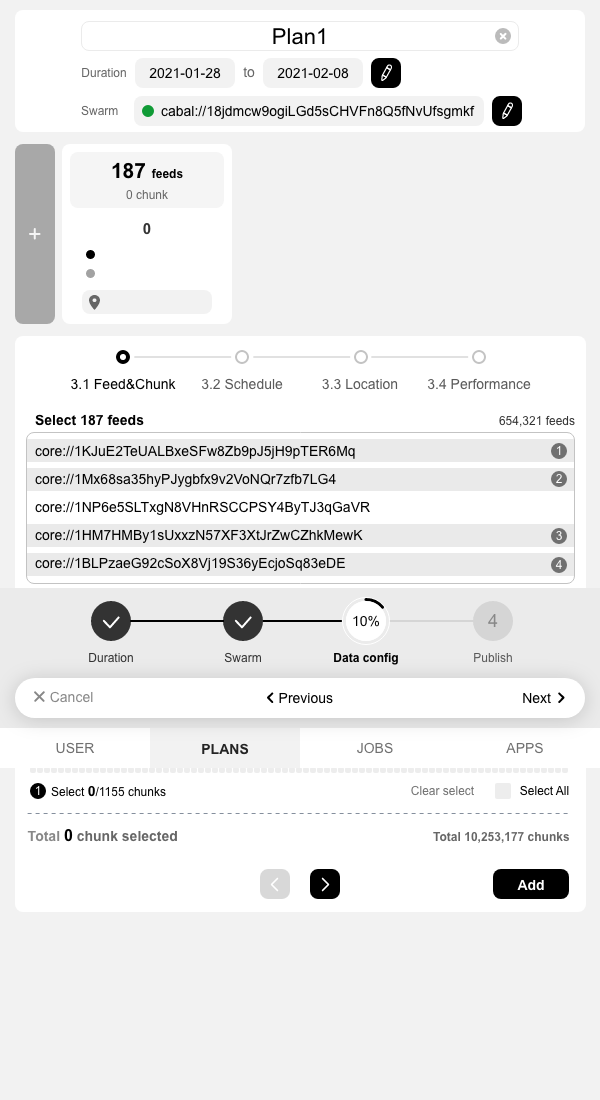 Plan1
Duration 2021-01-28 to 2021-02-08
Swarm cabal://18jdmcw9ogiLGd5sCHVFn8Q5fNvUfsgmkf
+
187 feeds
0 chunk
0
3.1 Feed&Chunk 3.2 Schedule 3.3 Location 3.4 Performance
Select 187 feeds 654,321 feeds
core://1KJuE2TeUALBxeSFw8Zb9pJ5jH9pTER6Mq 1
core://1Mx68sa35hyPJygbfx9v2VoNQr7zfb7LG4 2
core://1NP6e5SLTxgN8VHnRSCCPSY4ByTJ3qGaVR
core://1HM7HMBy1sUxxzN57XF3XtJrZwCZhkMewK 3
core://1BLPzaeG92cSoX8Vj19S36yEcjoSq83eDE 4
10% 4
Duration Swarm Data config Publish
Cancel Previous Next
USER PLANS JOBS APPS
1 Select 0/1155 chunks Clear select Select All
Total 0 chunk selected Total 10,253,177 chunks
Add